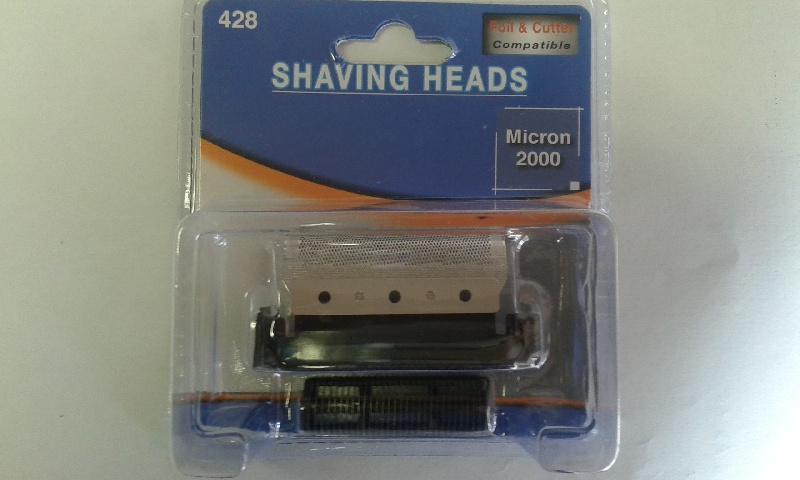 428
Foil & Cutter
Compatible
SHAVING HEADS
Micron
2000